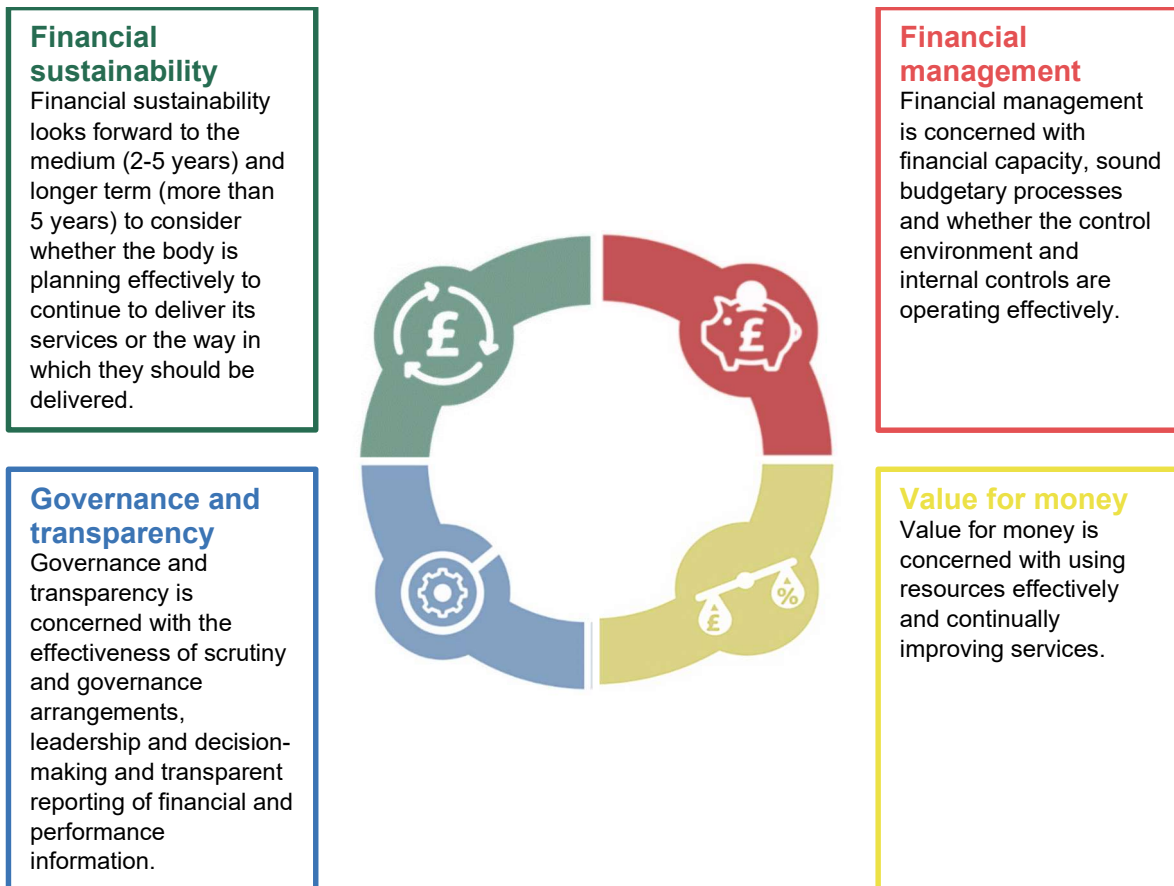 Financial
sustainability
Financial sustainability
looks forward to the
medium (2-5 years) and
longer term (more than
5 years) to consider
whether the body is
planning effectively to
continue to deliver its
services or the way in
which they should be
delivered.
Financial
management
Financial management
is concerned with
financial capacity, sound
budgetary processes
and whether the control
environment and
internal controls are
operating effectively.
£
£
Governance and
transparency
Governance and
transparency is
concerned with the
effectiveness of scrutiny
and governance
arrangements,
leadership and decision-
making and transparent
reporting of financial and
performance
information.
£
%
Value for money
Value for money is
concerned with using
resources effectively
and continually
improving services.